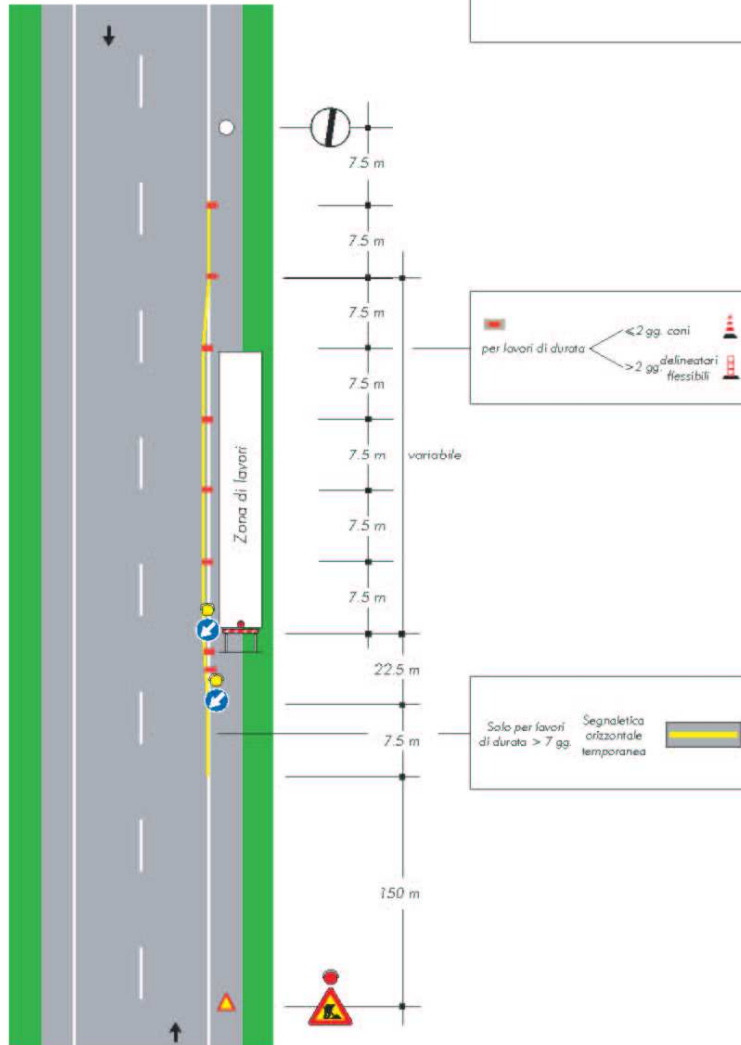 7.5 m
7.5 m
7.5 m
per lavori di durata
≤2 gg. coni
>2 gg. delineatori
flessibili
7.5 m
Zona di lavori
7.5 m
variabile
7.5 m
7.5 m
22.5 m
Solo per lavori
di durata > 7 gg.
Segnaletica
orizzontale
temporanea
7.5 m
150 m